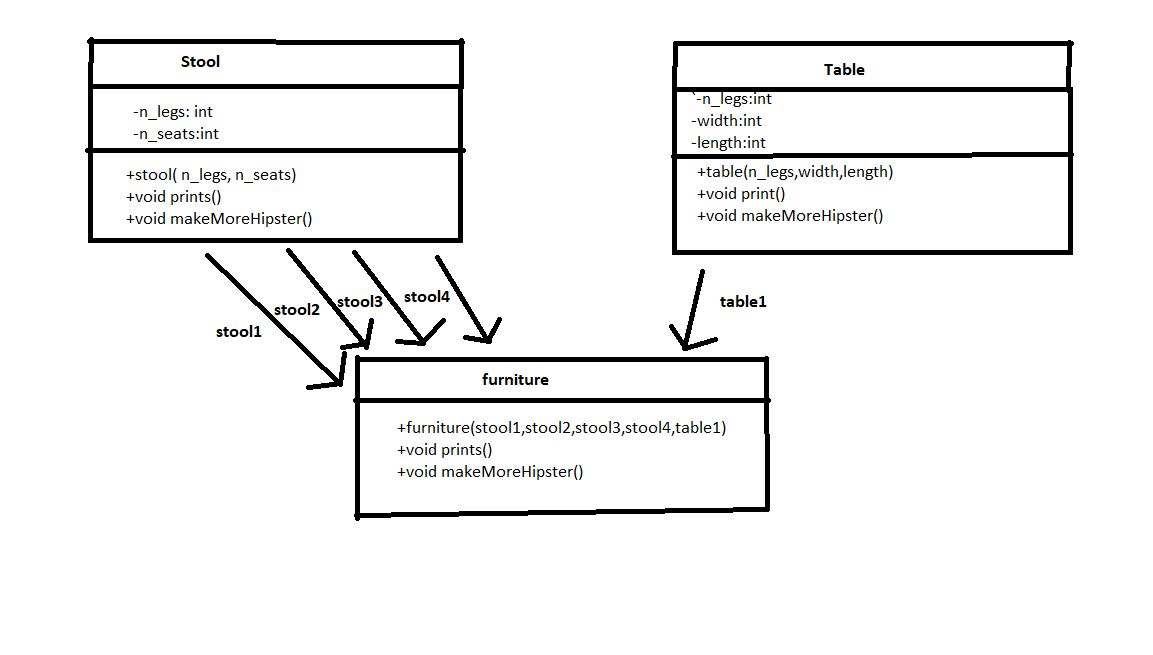 Stool
-n_legs: int
-n_seats:int
+stool( n_legs, n_seats)
+void prints()
+void makeMoreHipster()
Table
`-n_legs:int
-width:int
-length:int
+table(n_legs,width,length)
+void print()
+void makeMoreHipster()
stool1
stool2
stool3
stool4
table1
furniture
+furniture(stool1,stool2,stool3,stool4,table1)
+void prints()
+void makeMoreHipster()